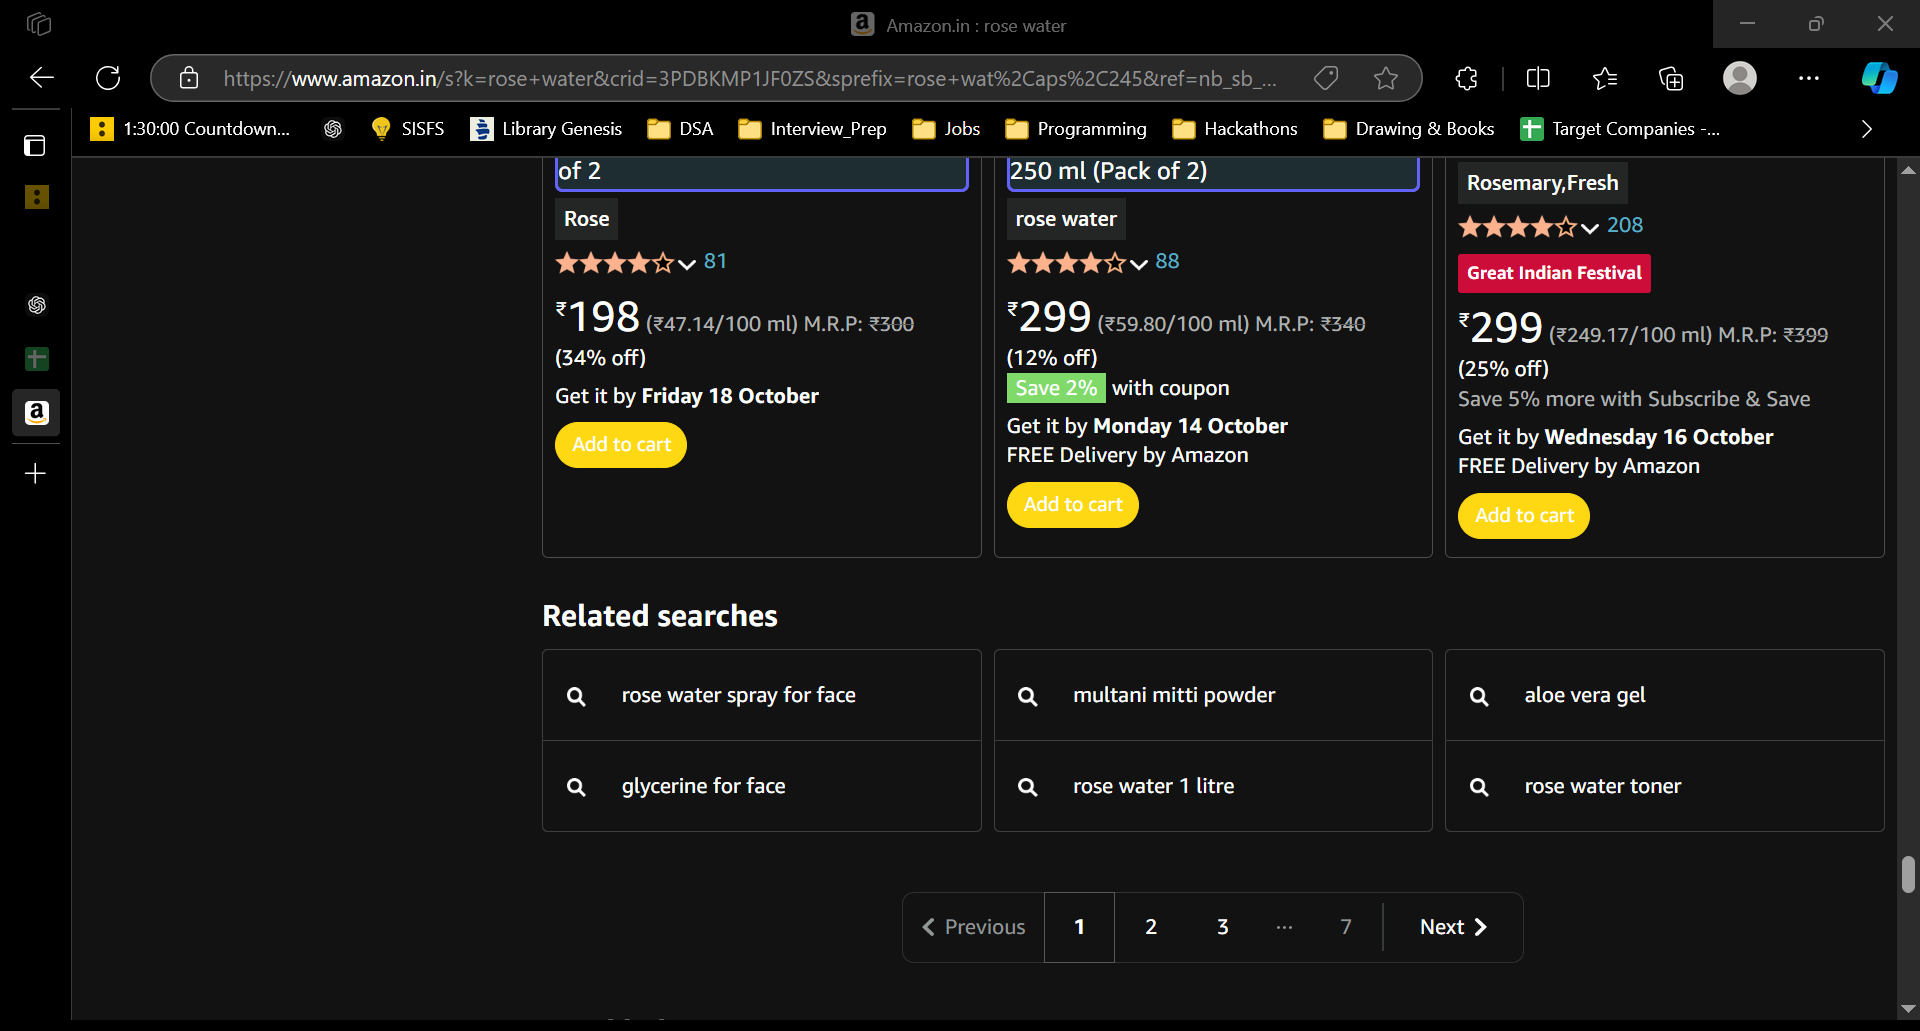 Amazon.in : rose water
https://www.amazon.in/s?k=rose+water&crid=3PDBKMP1JF0ZS&sprefix=rose+wat%2Caps%2C245&ref=nb_sb_...
1:30:00 Countdown...
SISFS
Library Genesis
DSA
Interview_Prep
Jobs
Programming
Hackathons
Drawing & Books
Target Companies -...
of 2
Rose
81
₹198 (₹47.14/100 ml) M.R.P: ₹300
(34% off)
Get it by Friday 18 October
Add to cart
250 ml (Pack of 2)
rose water
88
₹299 (₹59.80/100 ml) M.R.P: ₹340
(12% off)
Save 2% with coupon
Get it by Monday 14 October
FREE Delivery by Amazon
Add to cart
Rosemary,Fresh
208
Great Indian Festival
₹299 (₹249.17/100 ml) M.R.P: ₹399
(25% off)
Save 5% more with Subscribe & Save
Get it by Wednesday 16 October
FREE Delivery by Amazon
Add to cart
Related searches
rose water spray for face
multani mitti powder
aloe vera gel
glycerine for face
rose water 1 litre
rose water toner
Previous 1 2 3 ... 7 Next